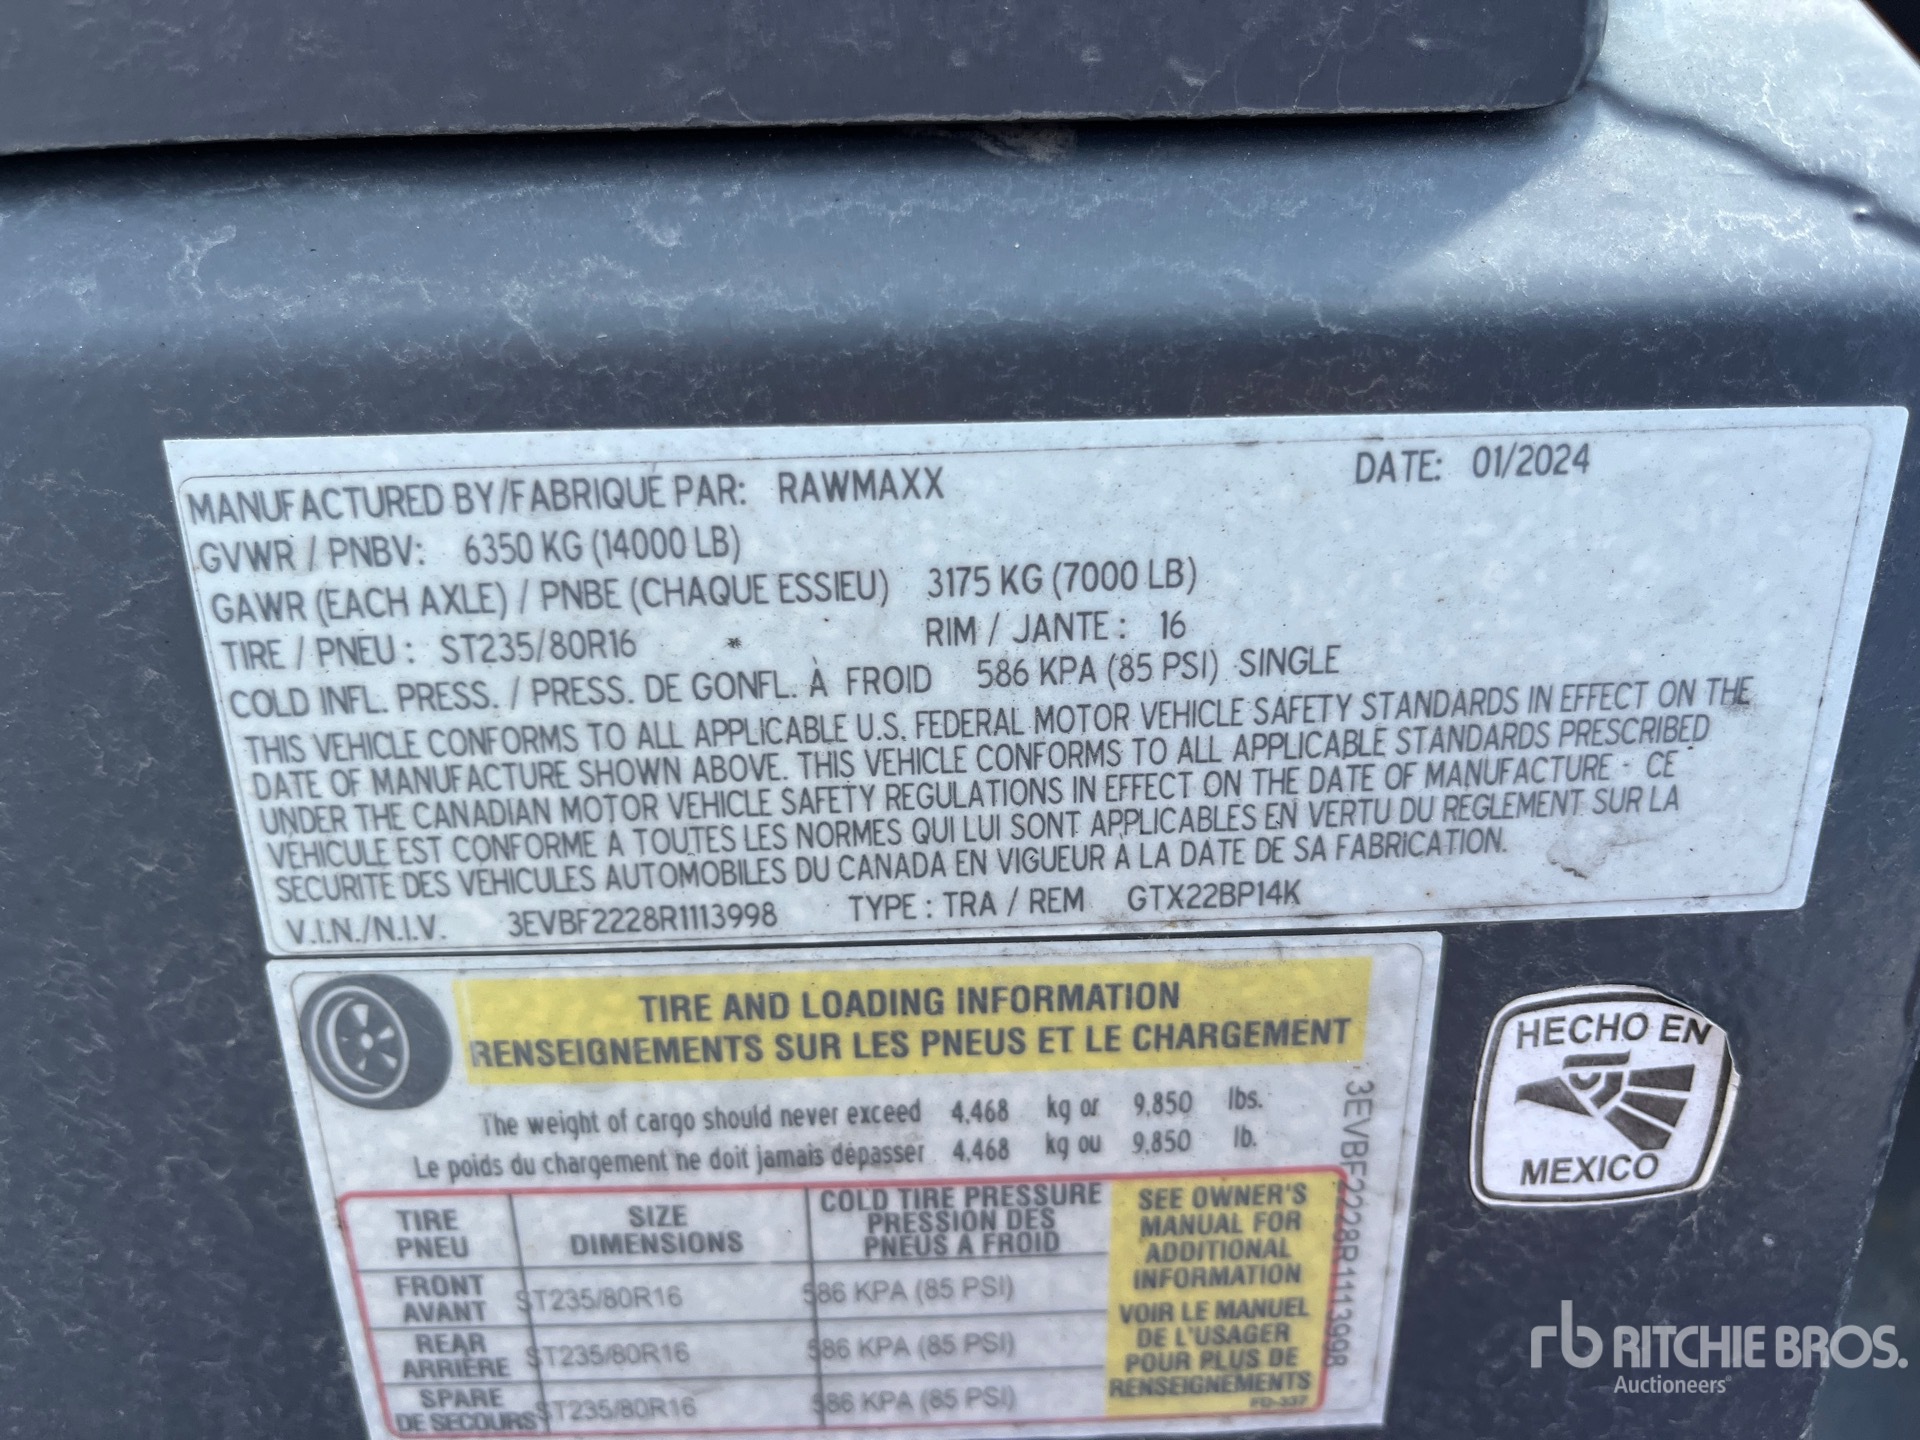 MANUFACTURED BY/FABRIQUE PAR: RAWMAXX DATE: 01/2024
GVWR / PNBV: 6350 KG (14000 LB)
GAWR (EACH AXLE) / PNBE (CHAQUE ESSIEU) 3175 KG (7000 LB)
TIRE / PNEU : ST235/80R16 RIM / JANTE : 16
COLD INFL. PRESS. / PRESS. DE GONFL. À FROID 586 KPA (85 PSI) SINGLE
THIS VEHICLE CONFORMS TO ALL APPLICABLE U.S. FEDERAL MOTOR VEHICLE SAFETY STANDARDS IN EFFECT ON THE
DATE OF MANUFACTURE SHOWN ABOVE. THIS VEHICLE CONFORMS TO ALL APPLICABLE STANDARDS PRESCRIBED
UNDER THE CANADIAN MOTOR VEHICLE SAFETY REGULATIONS IN EFFECT ON THE DATE OF MANUFACTURE - CE
VÉHICULE EST CONFORME À TOUTES LES NORMES QUI LUI SONT APPLICABLES EN VERTU DU RÈGLEMENT SUR LA
SECURITE DES VEHICULES AUTOMOBILES DU CANADA EN VIGUEUR A LA DATE DE SA FABRICATION.
V.I.N./N.I.V. 3EVBF2228R1113998 TYPE : TRA / REM GTX22BP14K
TIRE AND LOADING INFORMATION
RENSEIGNEMENTS SUR LES PNEUS ET LE CHARGEMENT
The weight of cargo should never exceed 4,468 kg or 9,850 lbs.
Le poids du chargement ne doit jamais dépasser 4,468 kg ou 9,850 lb.
TIRE
PNEU
SIZE
DIMENSIONS
COLD TIRE PRESSURE
PRESSION DES
PNEUS A FROID
FRONT
AVANT
ST235/80R16 586 KPA (85 PSI)
REAR
ARRIÈRE
ST235/80R16 586 KPA (85 PSI)
SPARE
DE SECOURS
ST235/80R16 586 KPA (85 PSI)
SEE OWNER'S
MANUAL FOR
ADDITIONAL
INFORMATION
VOIR LE MANUEL
DE L'USAGER
POUR PLUS DE
RENSEIGNEMENTS
FD-337
3EVBF2228R1113998
HECHO EN
MEXICO
rb RITCHIE BROS.
Auctioneers